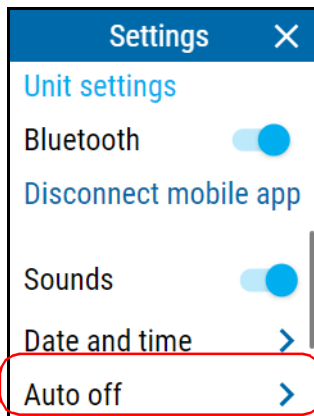 Settings
Unit settings
Bluetooth
Disconnect mobile app
Sounds
Date and time
Auto off